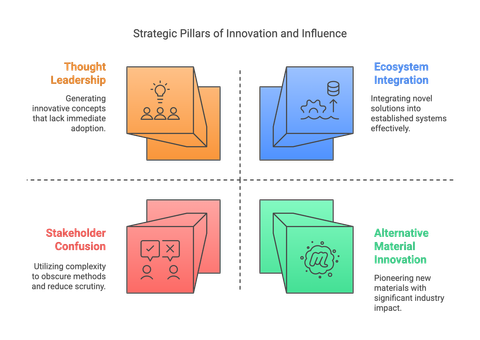 Strategic Pillars of Innovation and Influence
Thought
Leadership
Generating
innovative concepts
that lack immediate
adoption.
Ecosystem
Integration
Integrating novel
solutions into
established systems
effectively.
Stakeholder
Confusion
Utilizing complexity
to obscure methods
and reduce scrutiny.
Alternative
Material
Innovation
Pioneering new
materials with
significant industry
impact.
m